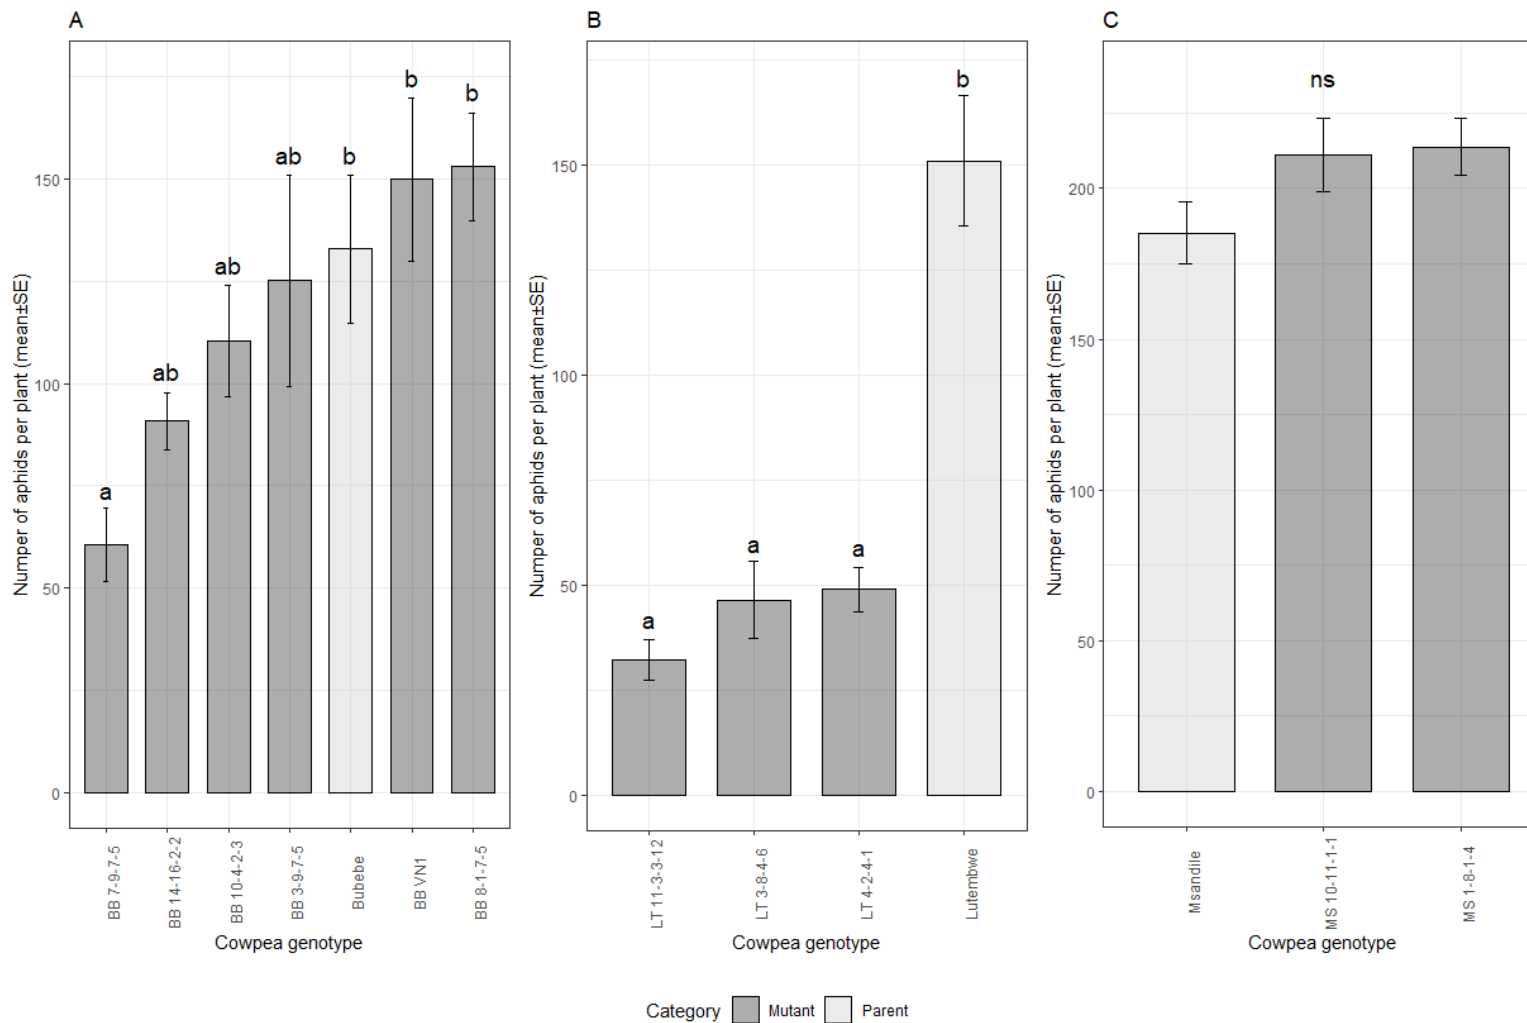 A
B
C
Numper of aphids per plant (mean±SE)
150
100
50
0
a
ab
ab
ab
b
b
b
BB 7-9-7-5
BB 14-16-2-2
BB 10-4-2-3
BB 3-9-7-5
Bubebe
BB VN1
BB 8-1-7-5
Cowpea genotype
Numper of aphids per plant (mean±SE)
150
100
50
0
a
a
a
b
LT 11-3-3-12
LT 3-8-4-6
LT 4-2-4-1
Lutembwe
Cowpea genotype
Numper of aphids per plant (mean±SE)
200
150
100
50
0
ns
Msandile
MS 10-11-1-1
MS 1-8-1-4
Cowpea genotype
Category Mutant Parent